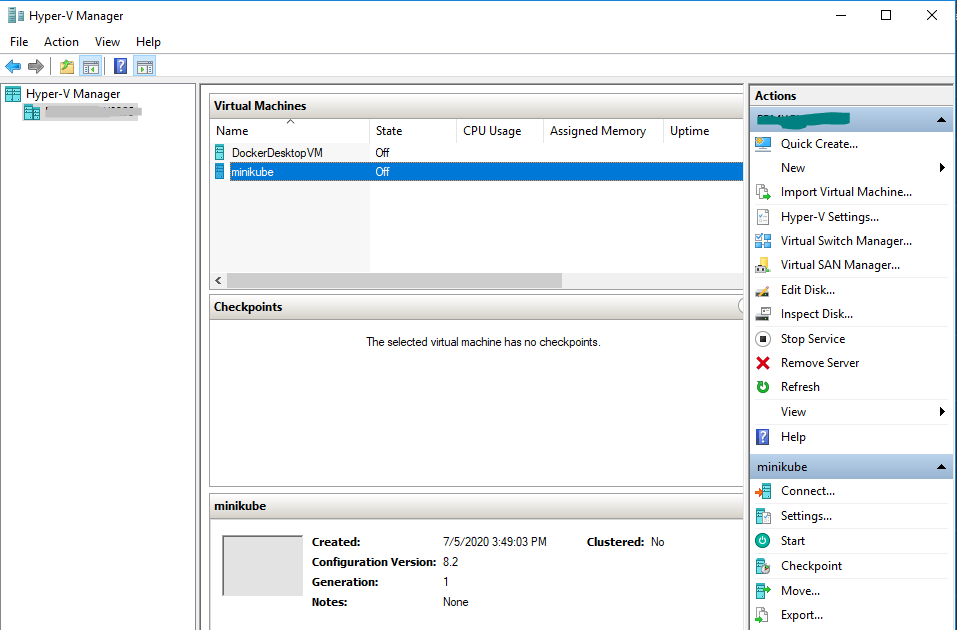 Hyper-V Manager
File Action View Help
Hyper-V Manager
Virtual Machines
Name State CPU Usage Assigned Memory Uptime
DockerDesktopVM Off
minikube Off
Checkpoints
The selected virtual machine has no checkpoints.
minikube
Created: 7/5/2020 3:49:03 PM Clustered: No
Configuration Version: 8.2
Generation: 1
Notes: None
Actions
Quick Create...
New
Import Virtual Machine...
Hyper-V Settings...
Virtual Switch Manager...
Virtual SAN Manager...
Edit Disk...
Inspect Disk...
Stop Service
Remove Server
Refresh
View
Help
minikube
Connect...
Settings...
Start
Checkpoint
Move...
Export...